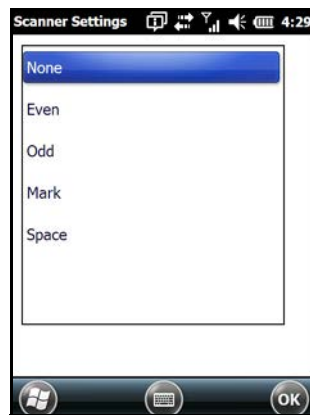 Scanner Settings 4:29
None
Even
Odd
Mark
Space
OK